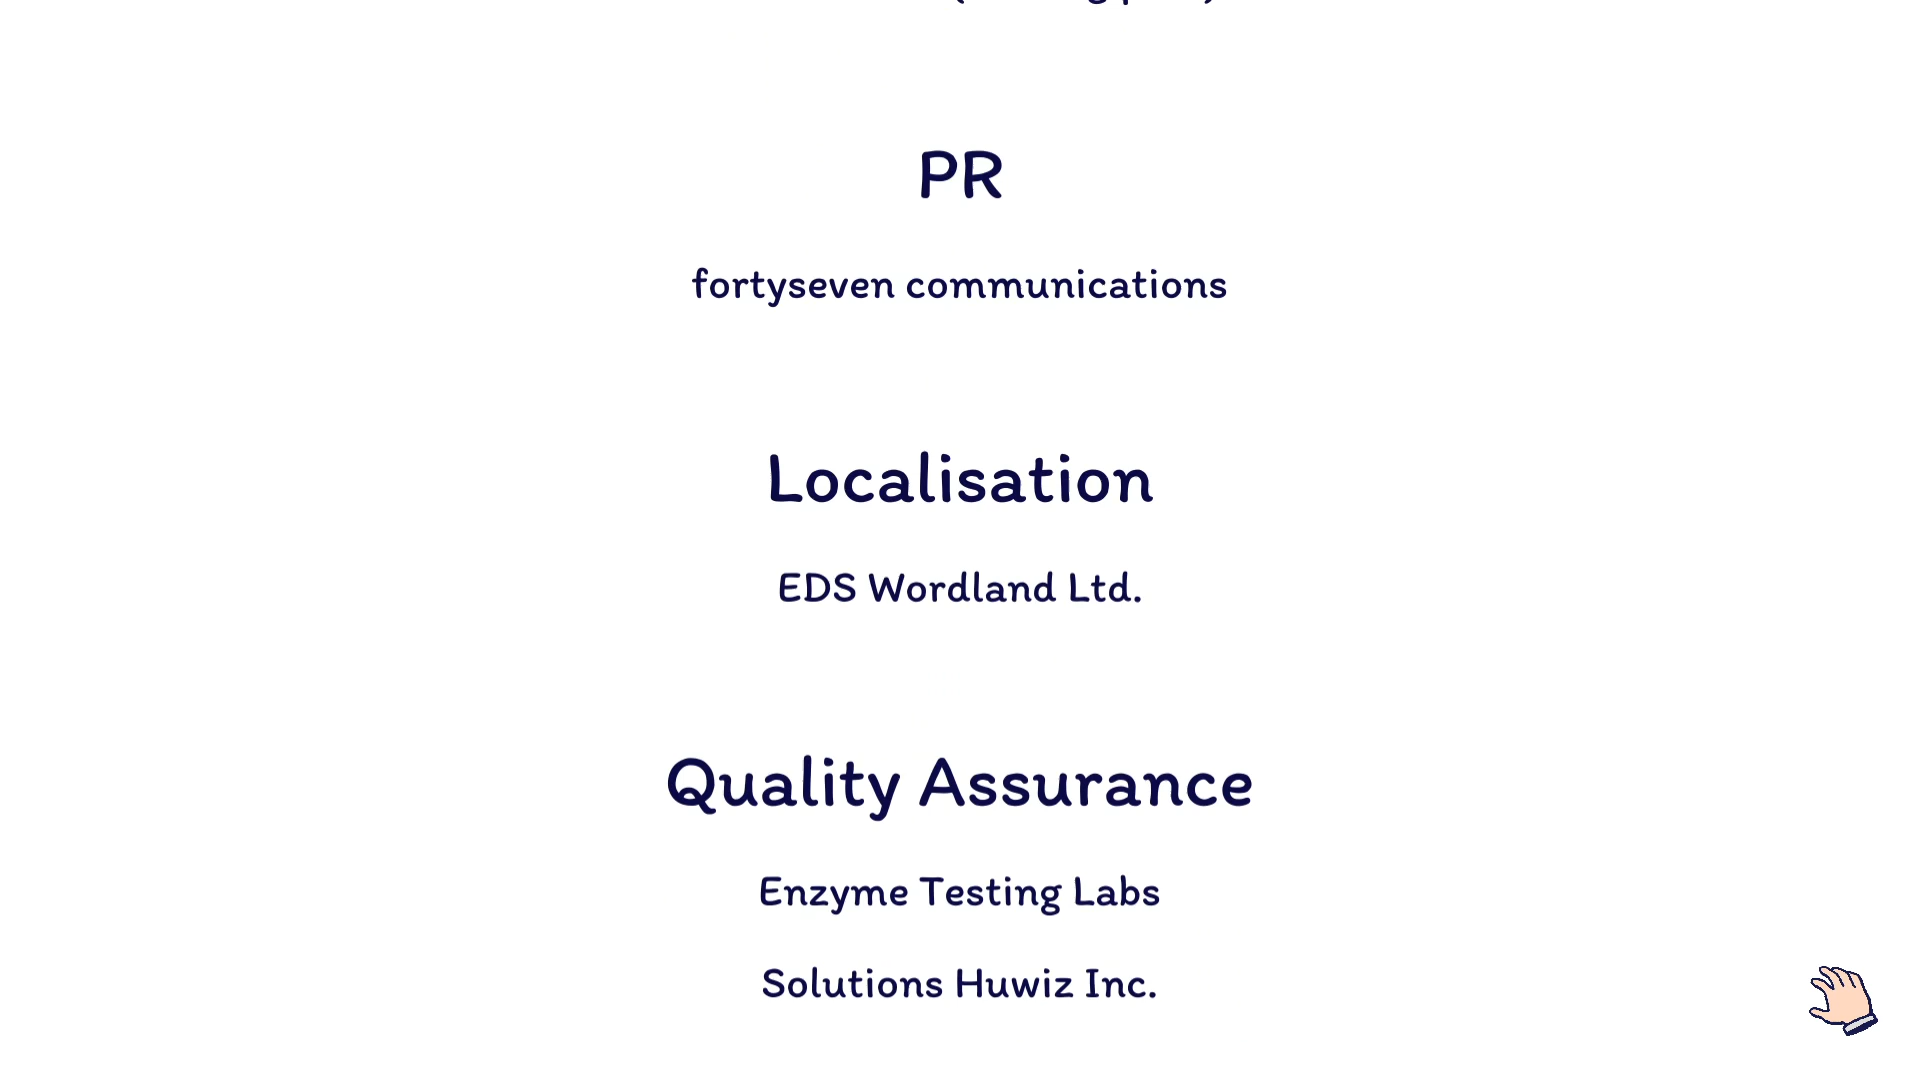 PR
fortyseven communications
Localisation
EDS Wordland Ltd.
Quality Assurance
Enzyme Testing Labs
Solutions Huwiz Inc.